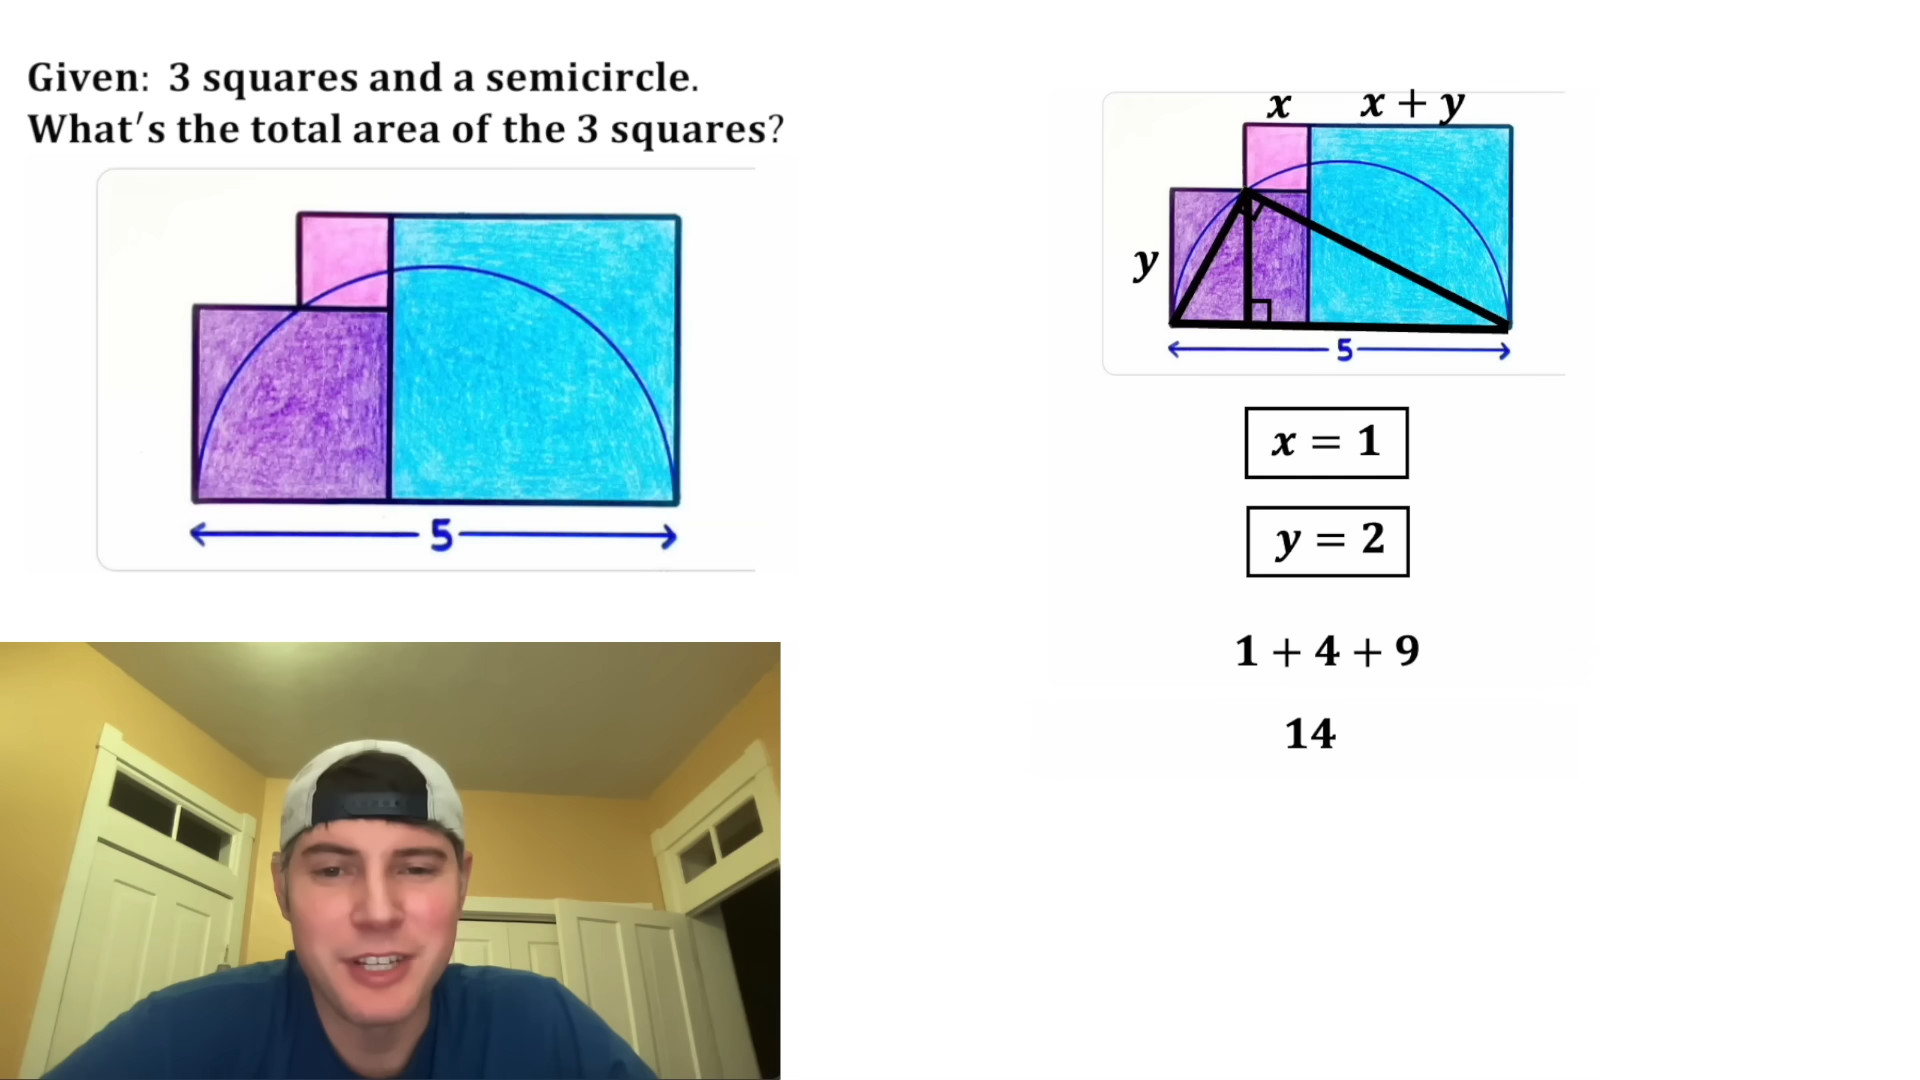 Given: 3 squares and a semicircle.
What's the total area of the 3 squares?
5
x x + y
y
5
x = 1
y = 2
1 + 4 + 9
14